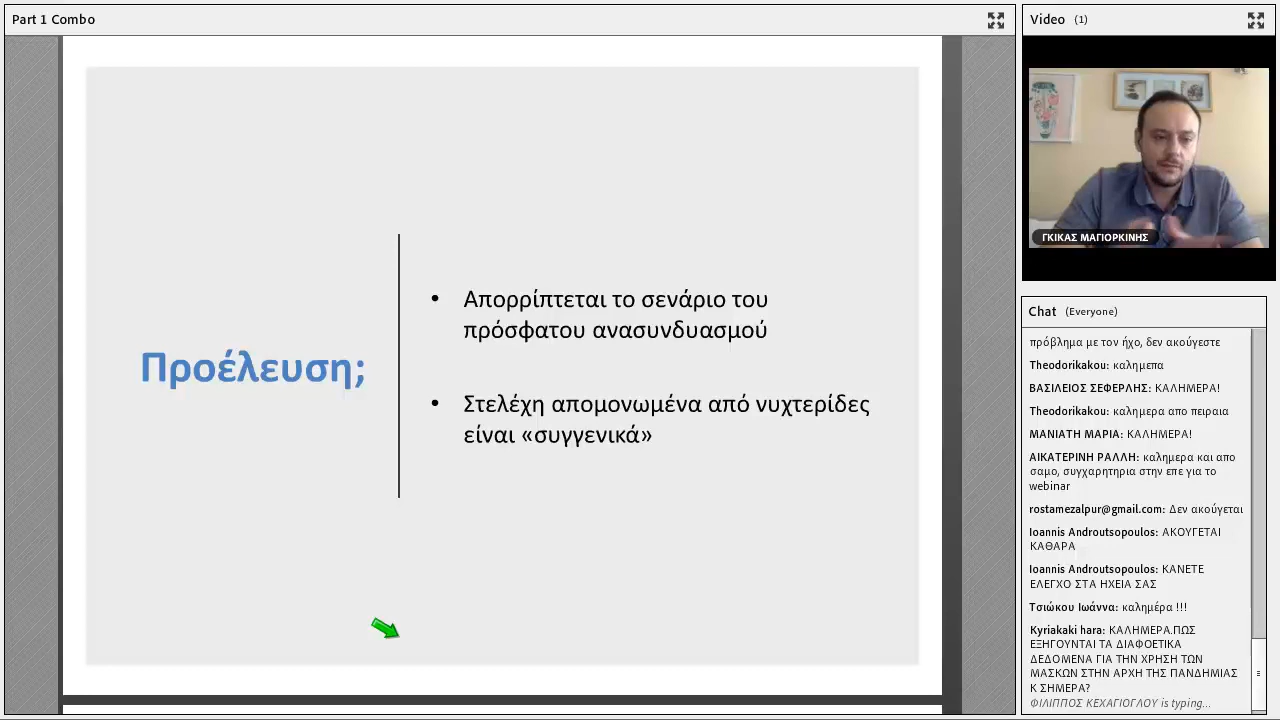 Part 1 Combo
Προέλευση;
• Απορρίπτεται το σενάριο του
πρόσφατου ανασυνδυασμού
• Στελέχη απομονωμένα από νυχτερίδες
είναι «συγγενικά»
Video (1)
ΓΚΙΚΑΣ ΜΑΓΙΟΡΚΙΝΗΣ
Chat (Everyone)
πρόβλημα με τον ήχο, δεν ακούγεστε
Theodorikakou: καλημεπα
ΒΑΣΙΛΕΙΟΣ ΣΕΦΕΡΛΗΣ: ΚΑΛΗΜΕΡΑ!
Theodorikakou: καλημερα απο πειραια
ΜΑΝΙΑΤΗ ΜΑΡΙΑ: ΚΑΛΗΜΕΡΑ!
ΑΙΚΑΤΕΡΙΝΗ ΡΑΛΛΗ: καλημερα και απο
σαμο, συγχαρητηρια στην επε για το
webinar
rostamezalpur@gmail.com: Δεν ακούγεται
Ioannis Androutsopoulos: ΑΚΟΥΓΕΤΑΙ
ΚΑΘΑΡΑ
Ioannis Androutsopoulos: ΚΑΝΕΤΕ
ΕΛΕΓΧΟ ΣΤΑ ΗΧΕΙΑ ΣΑΣ
Τσιώκου Ιωάννα: καλημέρα !!!
Kyriakaki hara: ΚΑΛΗΜΕΡΑ.ΠΩΣ
ΕΞΗΓΟΥΝΤΑΙ ΤΑ ΔΙΑΦΟΕΤΙΚΑ
ΔΕΔΟΜΕΝΑ ΓΙΑ ΤΗΝ ΧΡΗΣΗ ΤΩΝ
ΜΑΣΚΩΝ ΣΤΗΝ ΑΡΧΗ ΤΗΣ ΠΑΝΔΗΜΙΑΣ
Κ ΣΗΜΕΡΑ?
ΦΙΛΙΠΠΟΣ ΚΕΧΑΓΙΟΓΛΟΥ is typing...